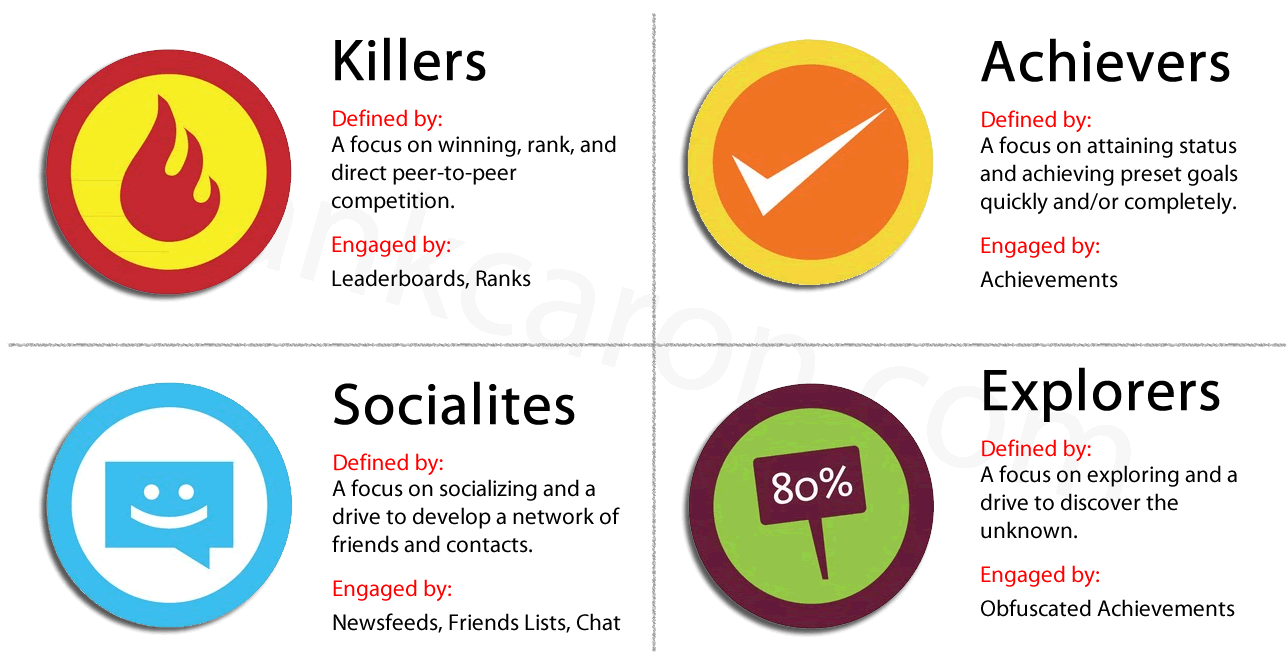 Killers
Defined by:
A focus on winning, rank, and
direct peer-to-peer
competition.
Engaged by:
Leaderboards, Ranks
Achievers
Defined by:
A focus on attaining status
and achieving preset goals
quickly and/or completely.
Engaged by:
Achievements
Socialites
Defined by:
A focus on socializing and a
drive to develop a network of
friends and contacts.
Engaged by:
Newsfeeds, Friends Lists, Chat
80%
Explorers
Defined by:
A focus on exploring and a
drive to discover the
unknown.
Engaged by:
Obfuscated Achievements